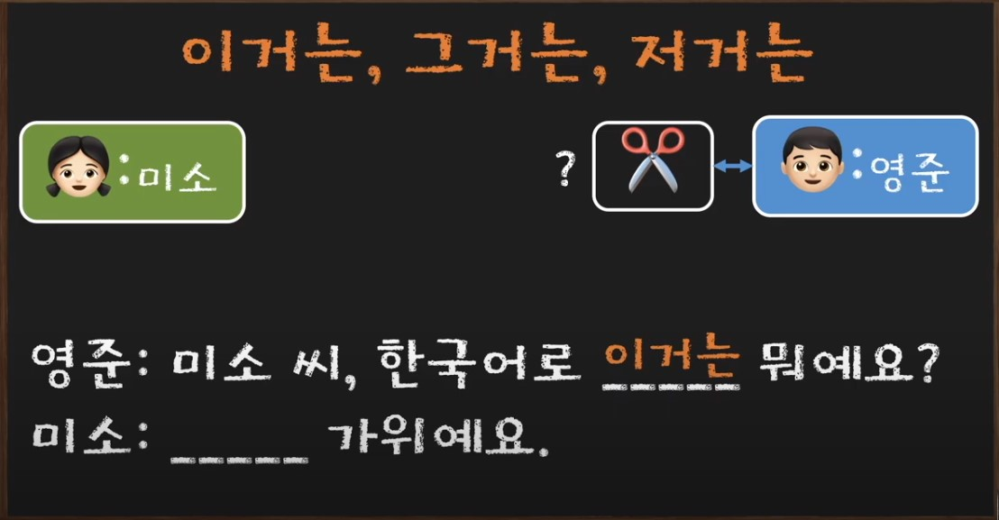 이거는, 그거는, 저거는
:미소
? :영준
영준: 미소 씨, 한국어로 이거는 뭐예요?
미소: _____ 가위예요.